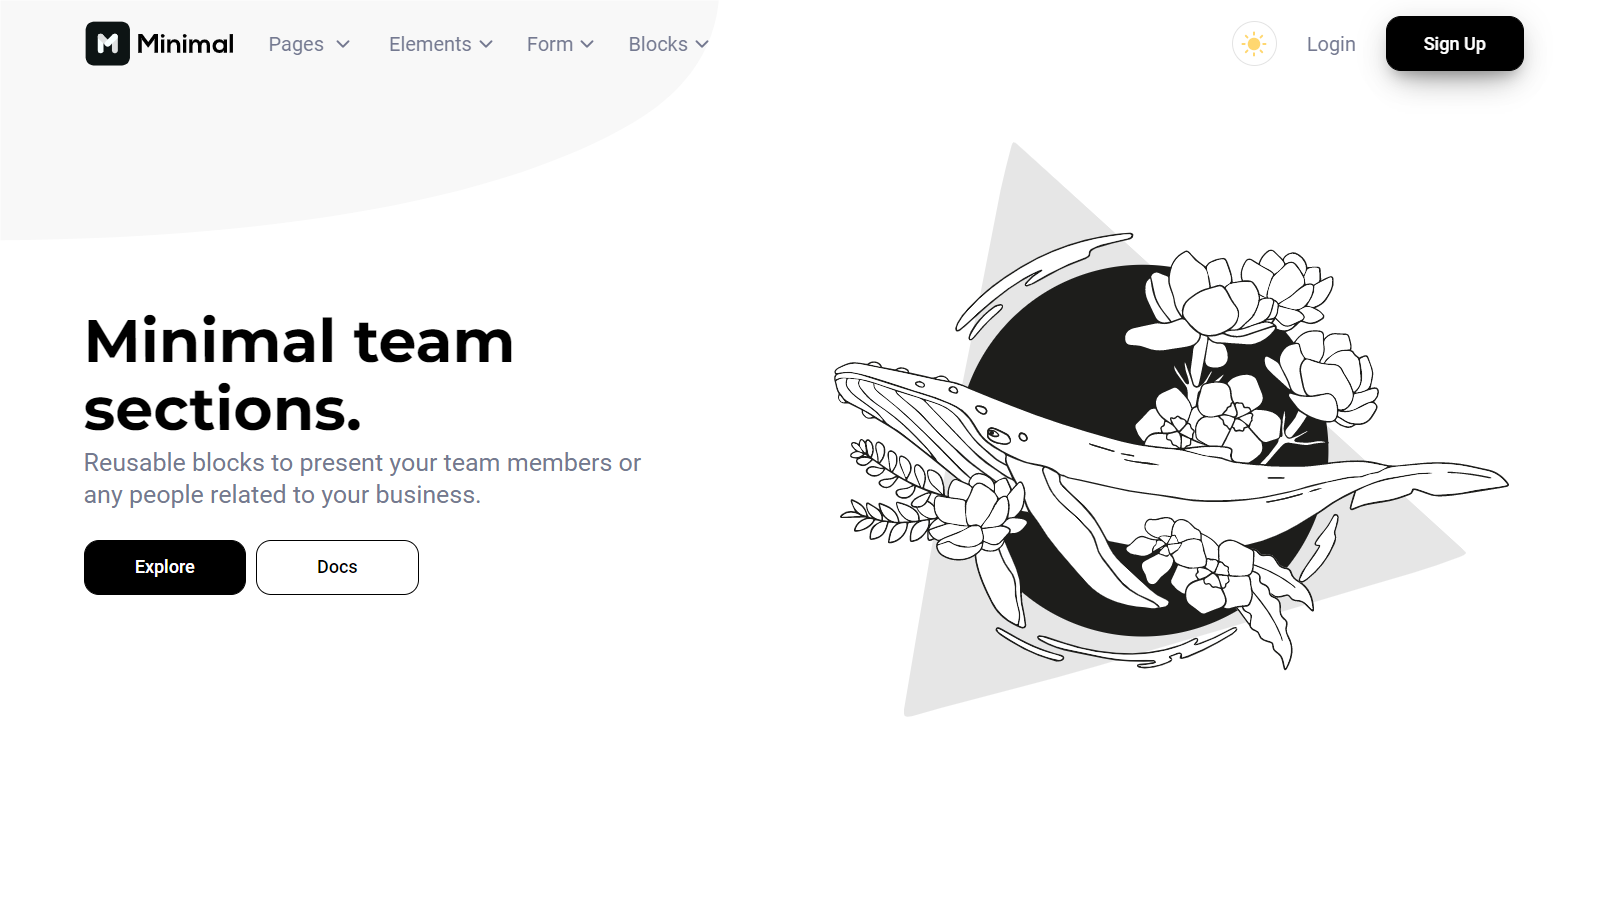 Minimal
Pages
Elements
Form
Blocks
Login
Sign Up
Minimal team
sections.
Reusable blocks to present your team members or
any people related to your business.
Explore
Docs